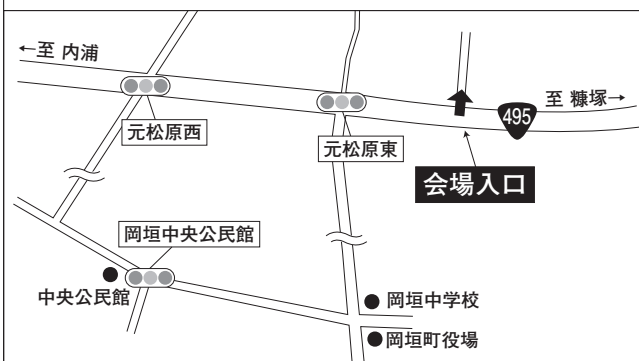 ←至 内浦
至 糠塚→
495
元松原西
元松原東
会場入口
岡垣中央公民館
中央公民館
岡垣中学校
岡垣町役場